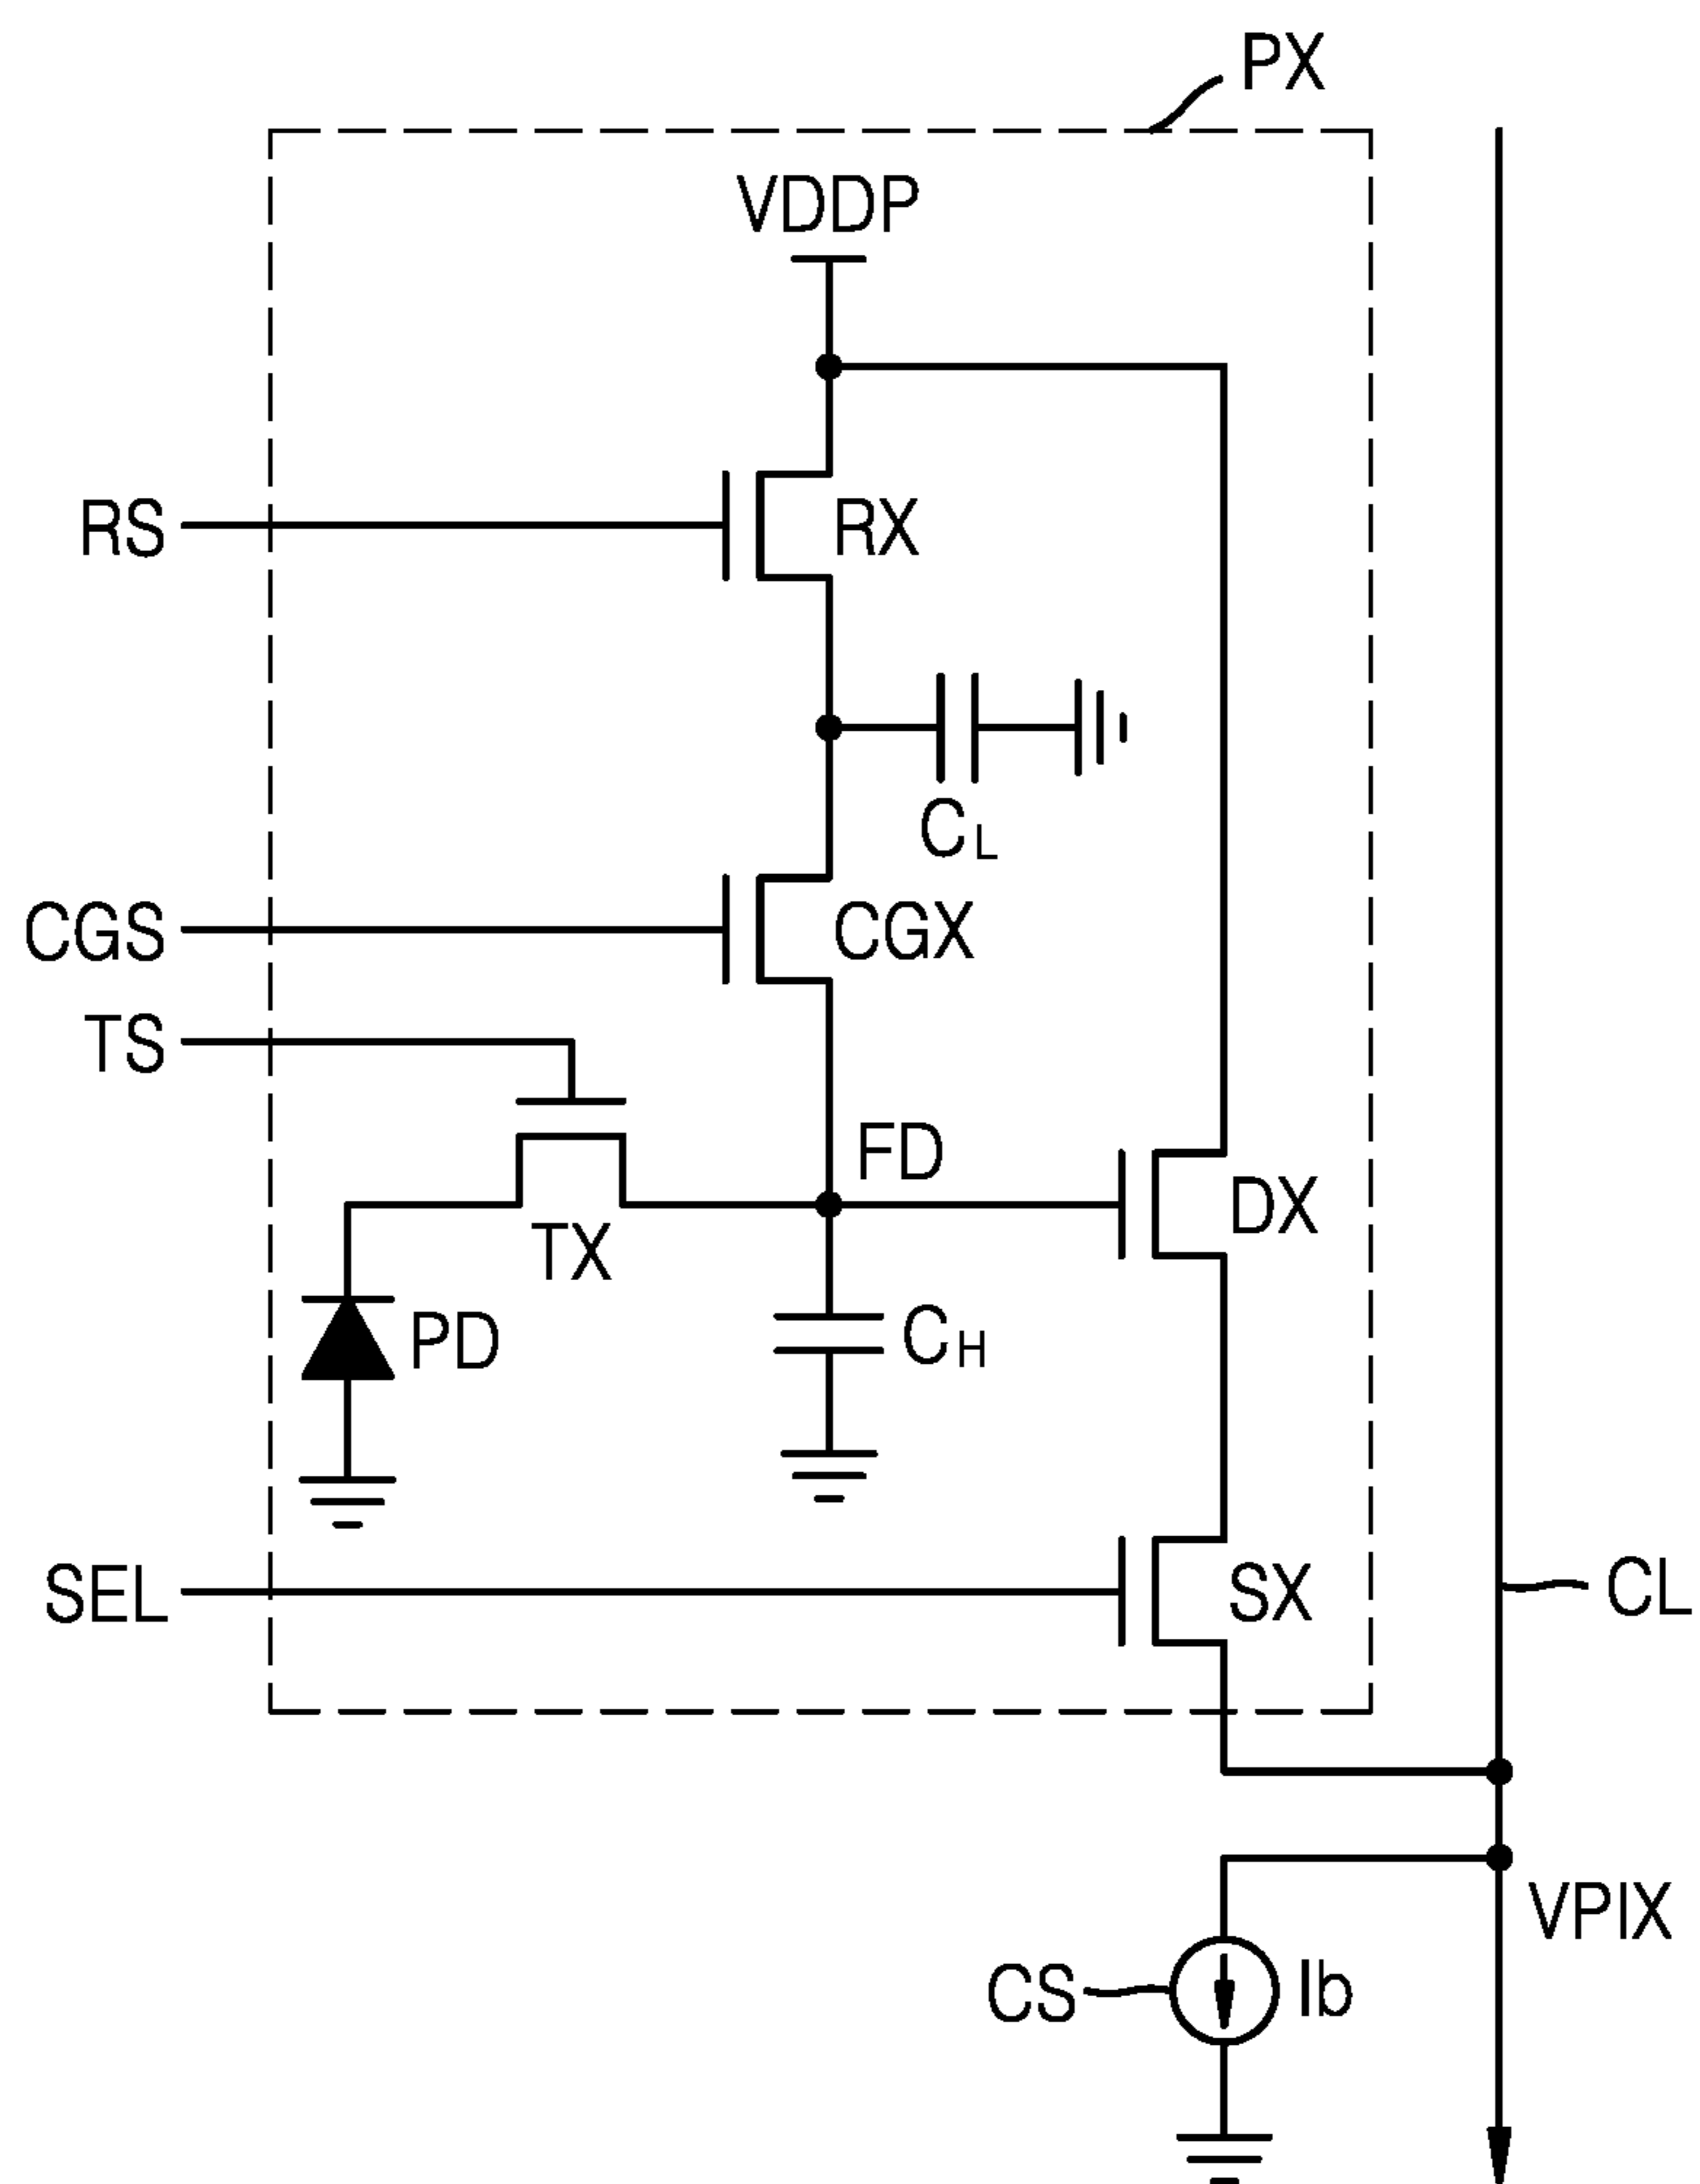 PX
VDDP
RS
RX
CL
CGS
CGX
TS
FD
TX
DX
PD
CH
SEL
SX
CL
VPIX
CS
Ib